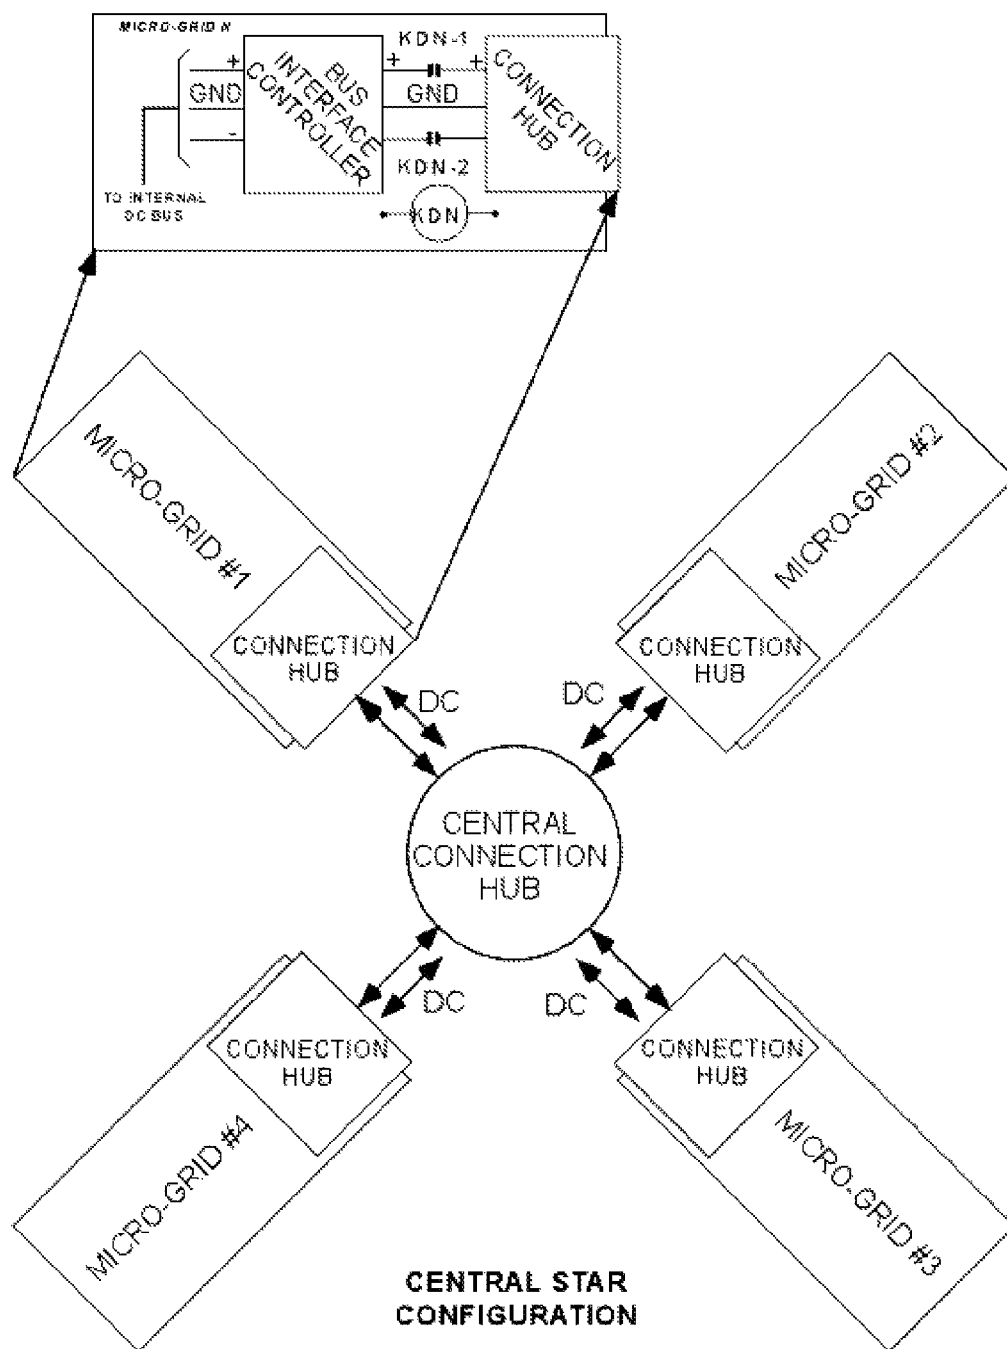 MICRO-GRID N
KDN-1
+
+
+
BUS
INTERFACE
CONTROLLER
CONNECTION
HUB
GND
GND
-
KDN-2
TO INTERNAL
DC BUS
KDN
MICRO-GRID #1
MICRO-GRID #2
CONNECTION
HUB
CONNECTION
HUB
DC
DC
CENTRAL
CONNECTION
HUB
DC
DC
CONNECTION
HUB
CONNECTION
HUB
MICRO-GRID #4
MICRO-GRID #3
CENTRAL STAR
CONFIGURATION